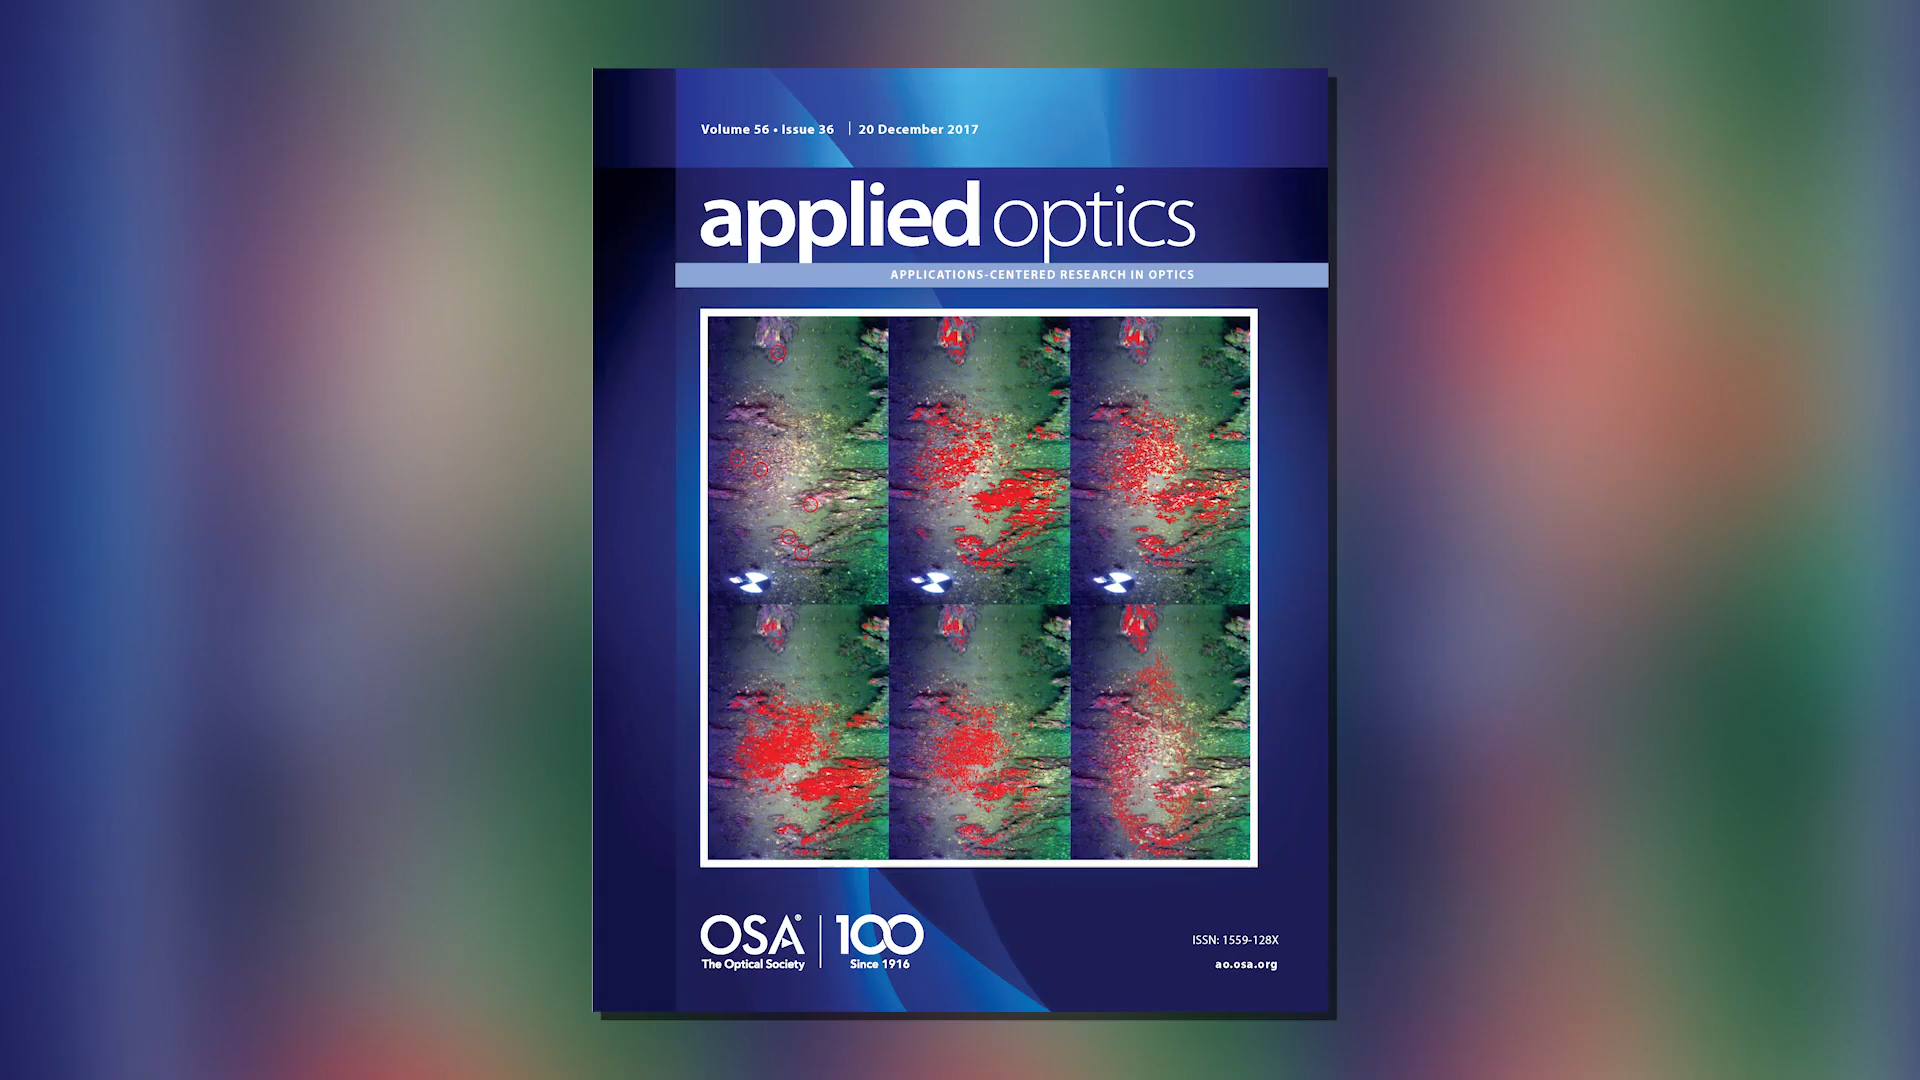 Volume 56 • Issue 36 | 20 December 2017
applied optics
APPLICATIONS-CENTERED RESEARCH IN OPTICS
OSA® | 100
The Optical Society Since 1916
ISSN: 1559-128X
ao.osa.org